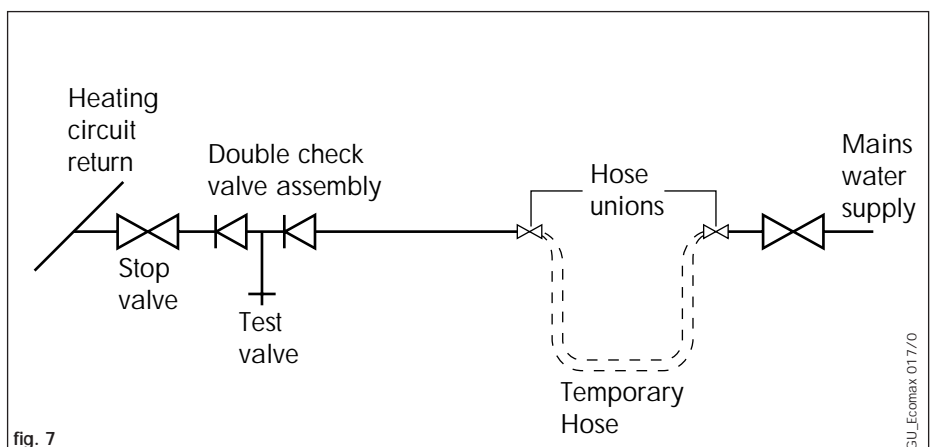 Heating
circuit
return
Double check
valve assembly
Stop
valve
Test
valve
Hose
unions
Temporary
Hose
Mains
water
supply
fig. 7
GU_Ecomax 017/0